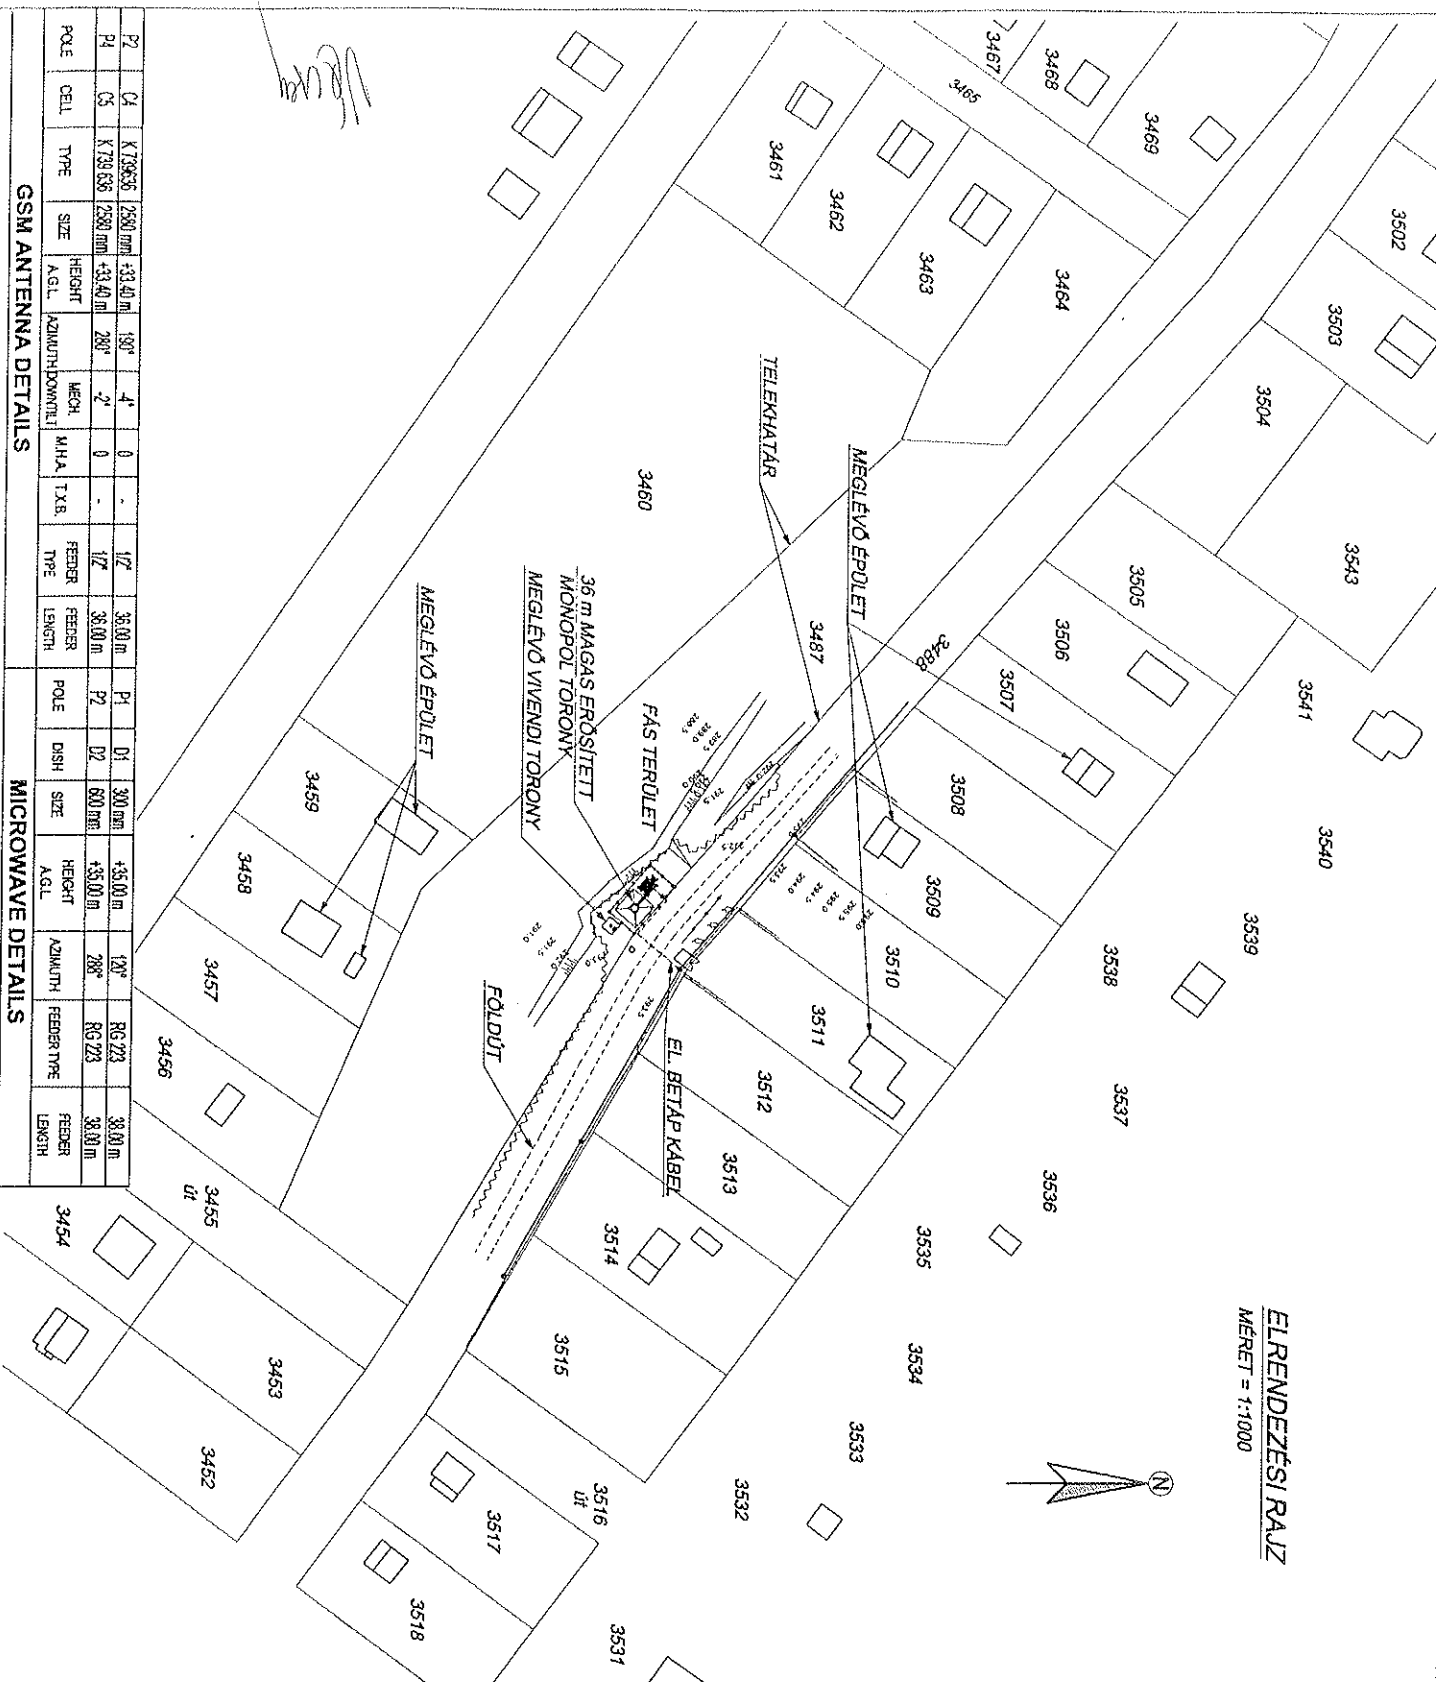 ELRENDEZÉSI RAJZ
MÉRET = 1:1000
N
3502
3503
3504
3543
3541
3540
3539
3538
3537
3536
3535
3534
3533
3532
3531
3467
3468
3469
3465
3461
3462
3463
3464
3505
3506
3507
3508
3509
3510
3511
3512
3513
3514
3515
3516
út
3517
3518
3488
3487
3460
TELEKHATÁR
MEGLÉVŐ ÉPÜLET
36 m MAGAS ERŐSÍTETT
MONOPOL TORONY
MEGLÉVŐ VIVENDI TORONY
FÁS TERÜLET
MEGLÉVŐ ÉPÜLET
EL. BETÁP KÁBEL
FÖLDÚT
3459
3458
3457
3456
3455
út
3454
3453
3452
P2 C4 K739636 2580 mm +33.40 m 190° -4° 0 - 1/2" 36.00 m P1 D1 300 mm +35.00 m 120° RG 223 38.00 m
P4 C5 K739 636 2580 mm +33.40 m 280° -2° 0 - 1/2" 36.00 m P2 D2 600 mm +35.00 m 288° RG 223 38.00 m
POLE CELL TYPE SIZE HEIGHT A.G.L. AZIMUTH MECH. DOWNTILT M.H.A. T.X.B. FEEDER TYPE FEEDER LENGTH POLE DISH SIZE HEIGHT A.G.L. AZIMUTH FEEDER TYPE FEEDER LENGTH
GSM ANTENNA DETAILS MICROWAVE DETAILS